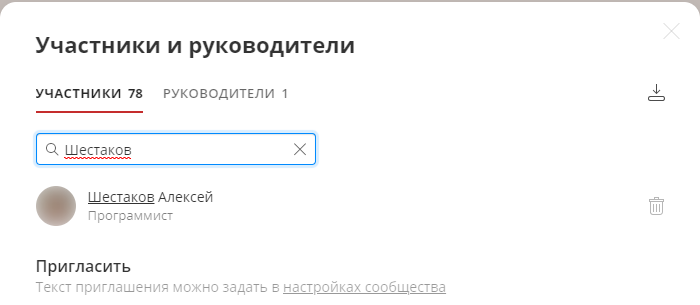 Участники и руководители
УЧАСТНИКИ 78 РУКОВОДИТЕЛИ 1
Шестаков
Шестаков Алексей
Программист
Пригласить
Текст приглашения можно задать в настройках сообщества